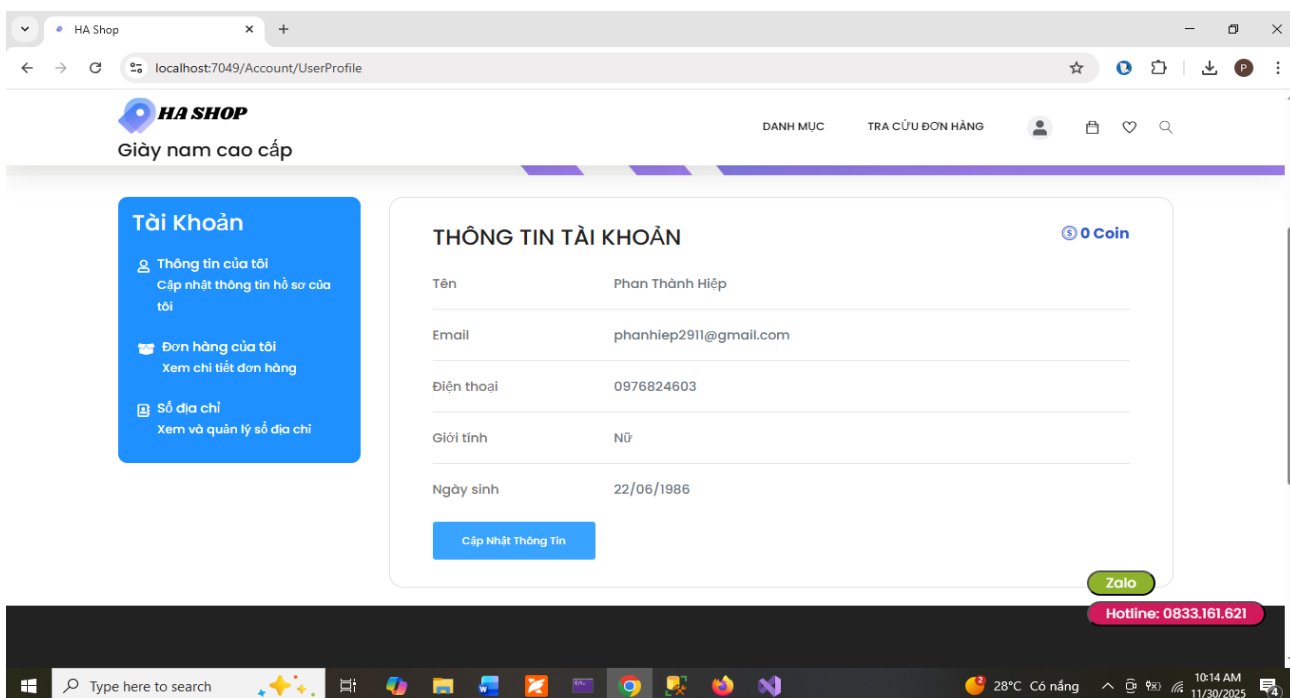 HA Shop
localhost:7049/Account/UserProfile
P
HA SHOP
Giày nam cao cấp
DANH MỤC
TRA CỨU ĐƠN HÀNG
Tài Khoản
Thông tin của tôi
Cập nhật thông tin hồ sơ của
tôi
Đơn hàng của tôi
Xem chi tiết đơn hàng
Sổ địa chỉ
Xem và quản lý sổ địa chỉ
THÔNG TIN TÀI KHOẢN
0 Coin
Tên
Phan Thành Hiệp
Email
phanhiep2911@gmail.com
Điện thoại
0976824603
Giới tính
Nữ
Ngày sinh
22/06/1986
Cập Nhật Thông Tin
Zalo
Hotline: 0833.161.621
Type here to search
2
28°C Có nắng
10:14 AM
11/30/2025
4